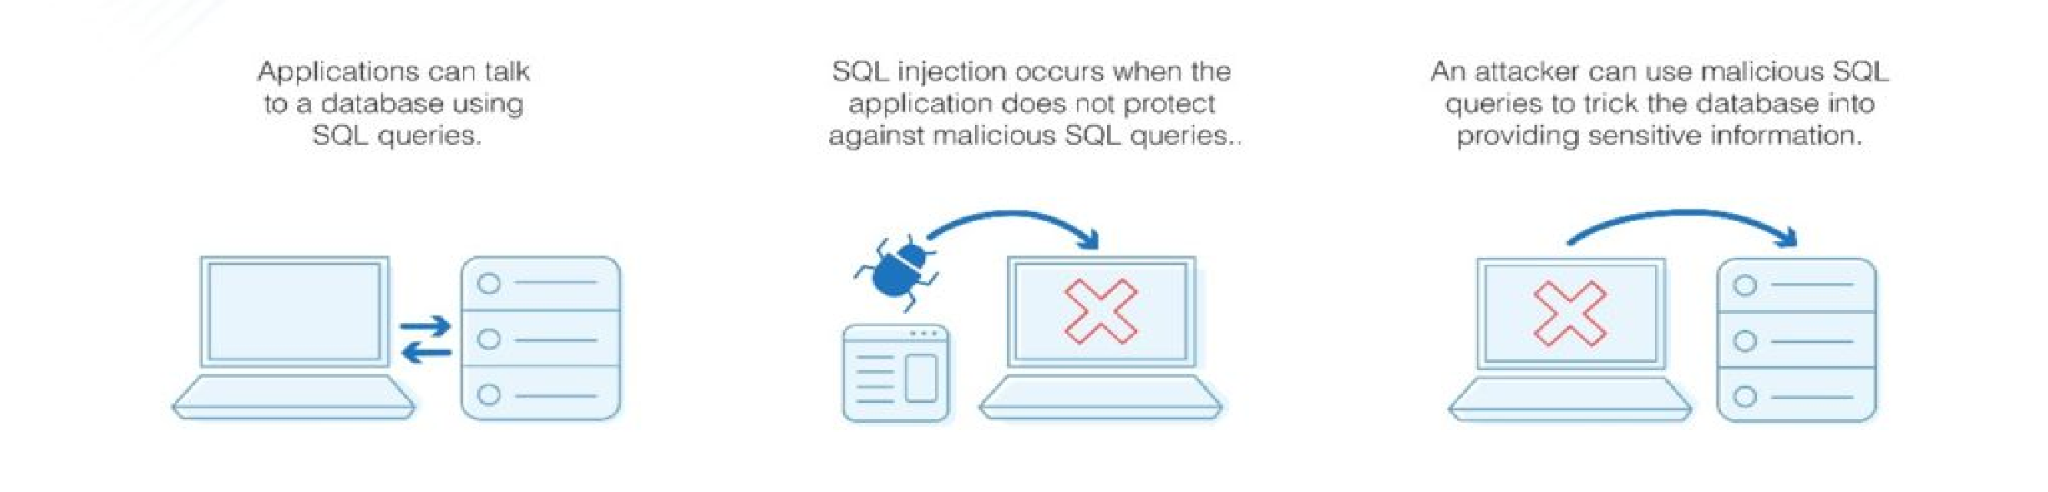 Applications can talk
to a database using
SQL queries.
SQL injection occurs when the
application does not protect
against malicious SQL queries..
An attacker can use malicious SQL
queries to trick the database into
providing sensitive information.